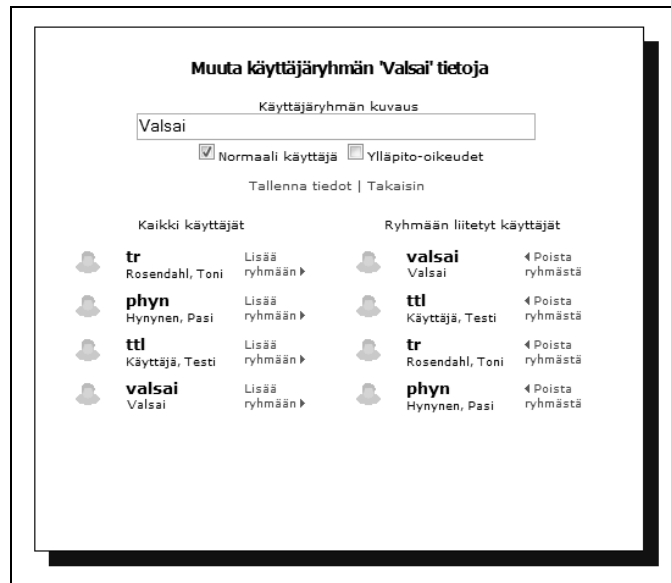 Muuta käyttäjäryhmän 'Valsai' tietoja
Käyttäjäryhmän kuvaus
Valsai
Normaali käyttäjä Ylläpito-oikeudet
Tallenna tiedot | Takaisin
Kaikki käyttäjät
tr
Rosendahl, Toni
Lisää
ryhmään
phyn
Hynynen, Pasi
Lisää
ryhmään
ttl
Käyttäjä, Testi
Lisää
ryhmään
valsai
Valsai
Lisää
ryhmään
Ryhmään liitetyt käyttäjät
valsai
Valsai
Poista
ryhmästä
ttl
Käyttäjä, Testi
Poista
ryhmästä
tr
Rosendahl, Toni
Poista
ryhmästä
phyn
Hynynen, Pasi
Poista
ryhmästä